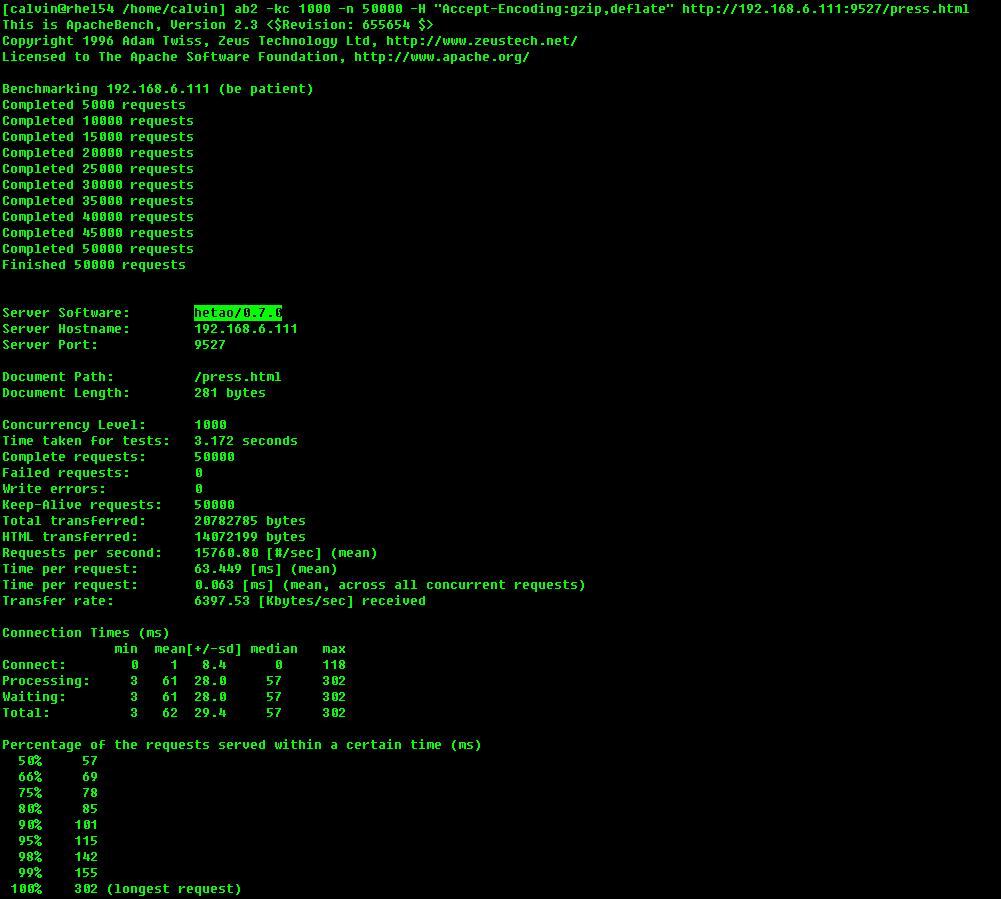 [calvin@rhel54 /home/calvin] ab2 -kc 1000 -n 50000 -H "Accept-Encoding:gzip,deflate" http://192.168.6.111:9527/press.html
This is ApacheBench, Version 2.3 <$Revision: 655654 $>
Copyright 1996 Adam Twiss, Zeus Technology Ltd, http://www.zeustech.net/
Licensed to The Apache Software Foundation, http://www.apache.org/
Benchmarking 192.168.6.111 (be patient)
Completed 5000 requests
Completed 10000 requests
Completed 15000 requests
Completed 20000 requests
Completed 25000 requests
Completed 30000 requests
Completed 35000 requests
Completed 40000 requests
Completed 45000 requests
Completed 50000 requests
Finished 50000 requests
Server Software:        hetao/0.7.0
Server Hostname:        192.168.6.111
Server Port:            9527
Document Path:          /press.html
Document Length:        281 bytes
Concurrency Level:      1000
Time taken for tests:   3.172 seconds
Complete requests:      50000
Failed requests:        0
Write errors:           0
Keep-Alive requests:    50000
Total transferred:      20782785 bytes
HTML transferred:       14072199 bytes
Requests per second:    15760.80 [#/sec] (mean)
Time per request:       63.449 [ms] (mean)
Time per request:       0.063 [ms] (mean, across all concurrent requests)
Transfer rate:          6397.53 [Kbytes/sec] received
Connection Times (ms)
              min  mean[+/-sd] median   max
Connect:        0    1   8.4      0     118
Processing:     3   61  28.0     57     302
Waiting:        3   61  28.0     57     302
Total:          3   62  29.4     57     302
Percentage of the requests served within a certain time (ms)
  50%     57
  66%     69
  75%     78
  80%     85
  90%    101
  95%    115
  98%    142
  99%    155
 100%    302 (longest request)